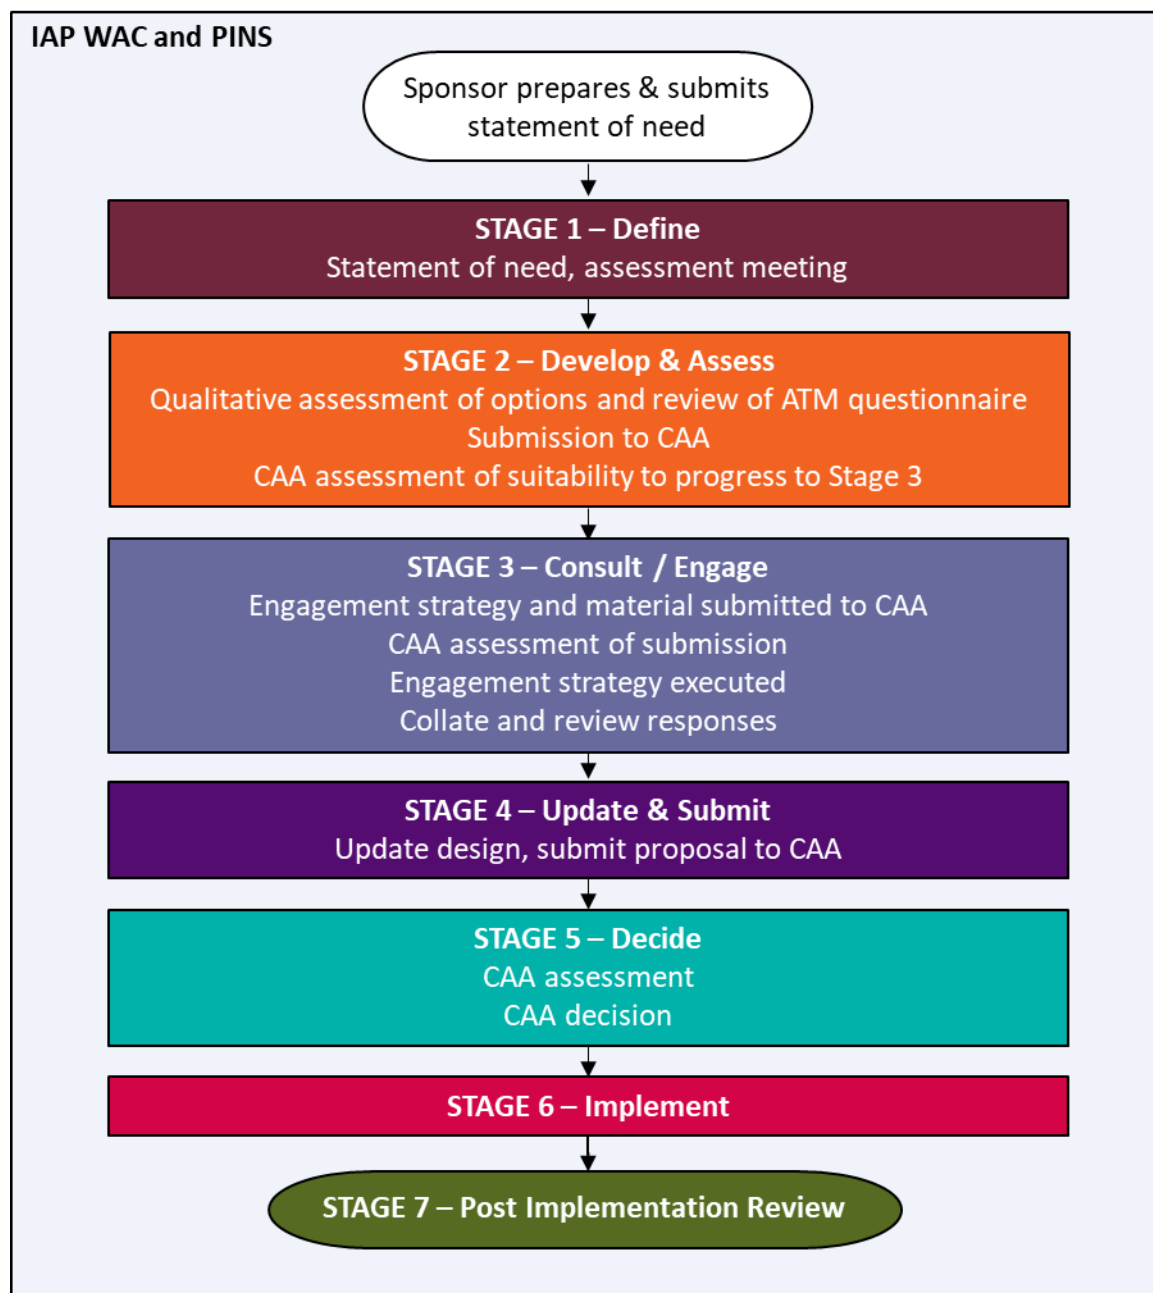 IAP WAC and PINS
Sponsor prepares & submits
statement of need
STAGE 1 – Define
Statement of need, assessment meeting
STAGE 2 – Develop & Assess
Qualitative assessment of options and review of ATM questionnaire
Submission to CAA
CAA assessment of suitability to progress to Stage 3
STAGE 3 – Consult / Engage
Engagement strategy and material submitted to CAA
CAA assessment of submission
Engagement strategy executed
Collate and review responses
STAGE 4 – Update & Submit
Update design, submit proposal to CAA
STAGE 5 – Decide
CAA assessment
CAA decision
STAGE 6 – Implement
STAGE 7 – Post Implementation Review